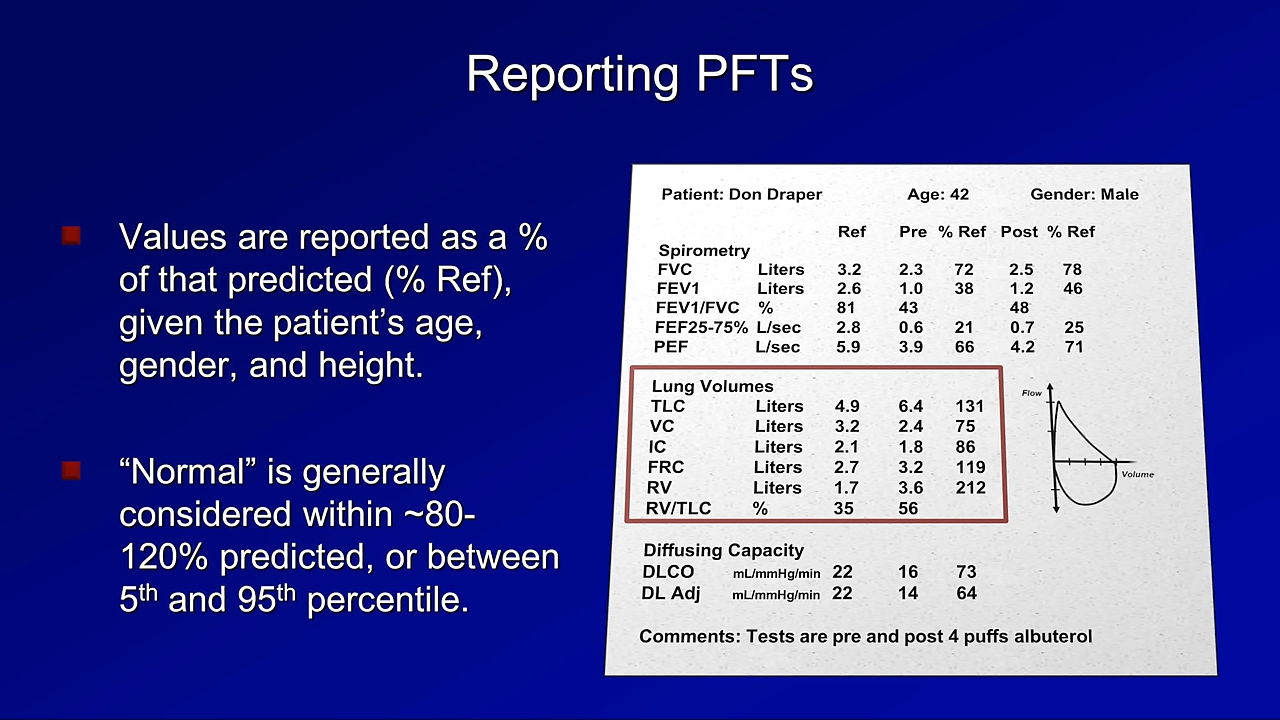 Reporting PFTs
Values are reported as a %
of that predicted (% Ref),
given the patient’s age,
gender, and height.
“Normal” is generally
considered within ~80-
120% predicted, or between
5th and 95th percentile.
Patient: Don Draper Age: 42 Gender: Male
Ref Pre % Ref Post % Ref
Spirometry
FVC Liters 3.2 2.3 72 2.5 78
FEV1 Liters 2.6 1.0 38 1.2 46
FEV1/FVC % 81 43 48
FEF25-75% L/sec 2.8 0.6 21 0.7 25
PEF L/sec 5.9 3.9 66 4.2 71
Lung Volumes
TLC Liters 4.9 6.4 131
VC Liters 3.2 2.4 75
IC Liters 2.1 1.8 86
FRC Liters 2.7 3.2 119
RV Liters 1.7 3.6 212
RV/TLC % 35 56
Flow
Volume
Diffusing Capacity
DLCO mL/mmHg/min 22 16 73
DL Adj mL/mmHg/min 22 14 64
Comments: Tests are pre and post 4 puffs albuterol